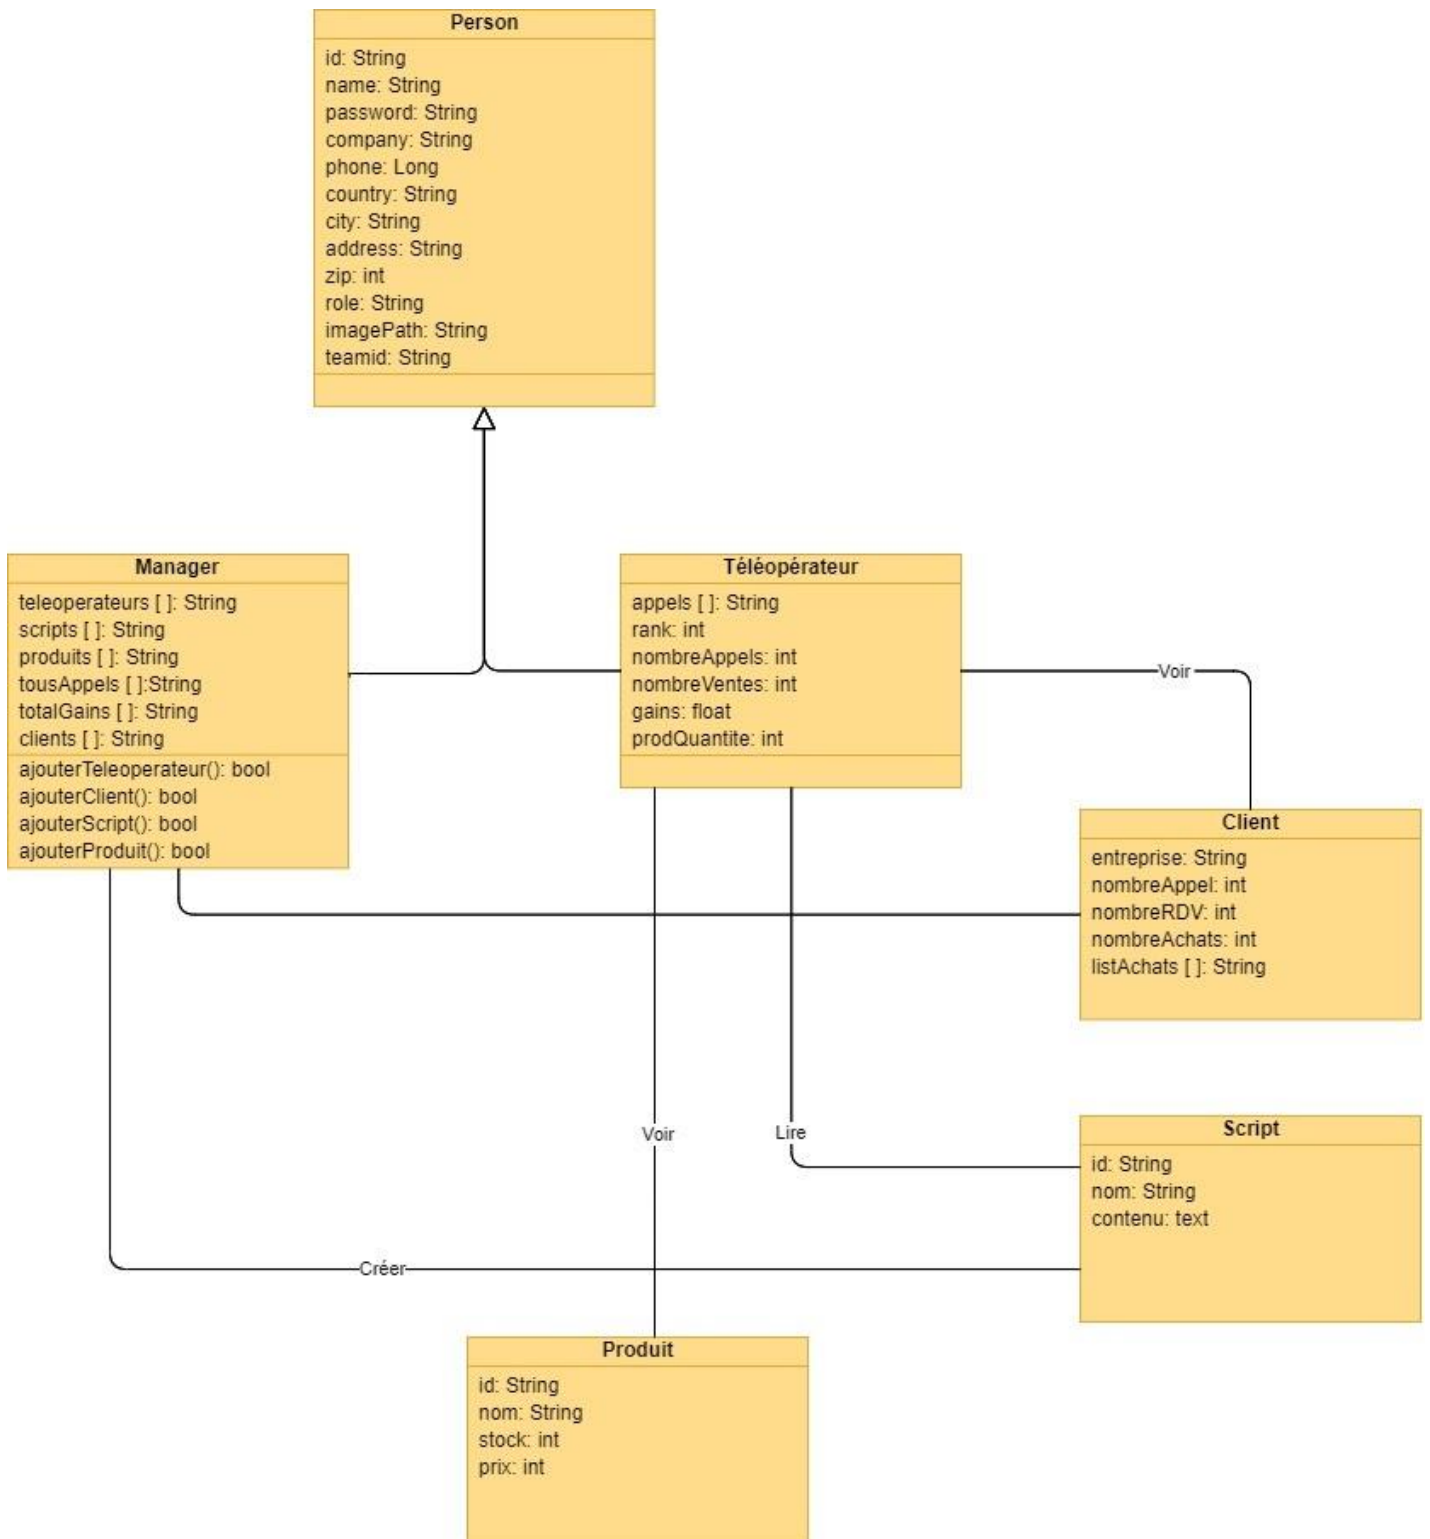 Person
id: String
name: String
password: String
company: String
phone: Long
country: String
city: String
address: String
zip: int
role: String
imagePath: String
teamid: String
Manager
teleoperateurs [ ]: String
scripts [ ]: String
produits [ ]: String
tousAppels [ ]:String
totalGains [ ]: String
clients [ ]: String
ajouterTeleoperateur(): bool
ajouterClient(): bool
ajouterScript(): bool
ajouterProduit(): bool
Téléopérateur
appels [ ]: String
rank: int
nombreAppels: int
nombreVentes: int
gains: float
prodQuantite: int
Voir
Client
entreprise: String
nombreAppel: int
nombreRDV: int
nombreAchats: int
listAchats [ ]: String
Voir
Lire
Script
id: String
nom: String
contenu: text
Créer
Produit
id: String
nom: String
stock: int
prix: int